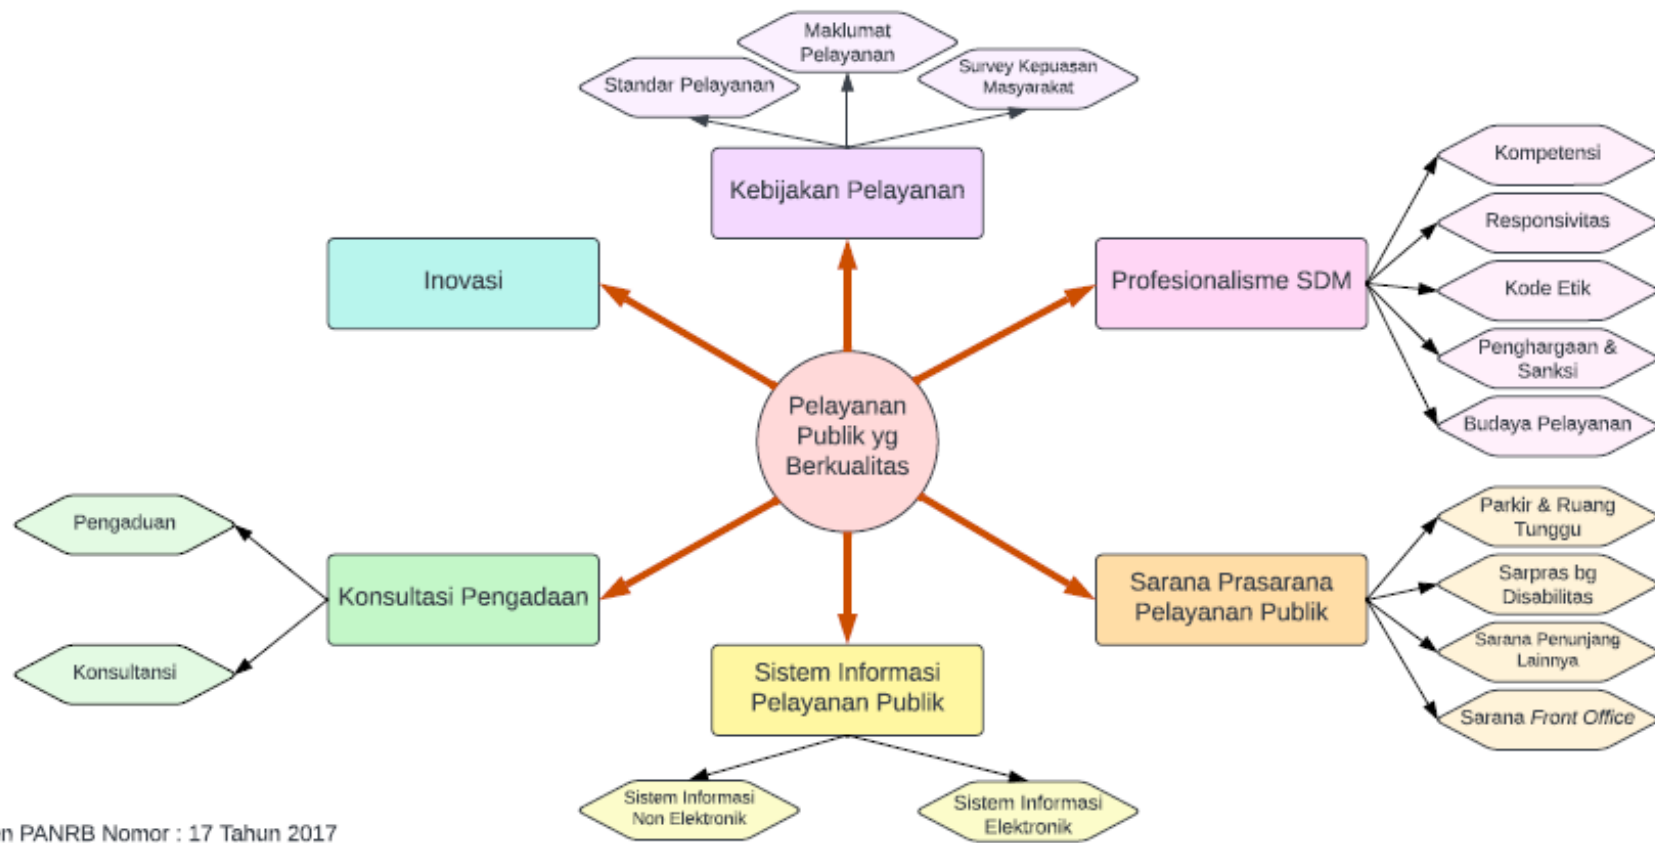 Maklumat
Pelayanan
Standar Pelayanan
Survey Kepuasan
Masyarakat
Kebijakan Pelayanan
Inovasi
Profesionalisme SDM
Kompetensi
Responsivitas
Kode Etik
Penghargaan &
Sanksi
Budaya Pelayanan
Pelayanan
Publik yg
Berkualitas
Pengaduan
Konsultasi Pengadaan
Konsultansi
Sarana Prasarana
Pelayanan Publik
Parkir & Ruang
Tunggu
Sarpras bg
Disabilitas
Sarana Penunjang
Lainnya
Sarana Front Office
Sistem Informasi
Pelayanan Publik
Sistem Informasi
Non Elektronik
Sistem Informasi
Elektronik
PANRB Nomor : 17 Tahun 2017